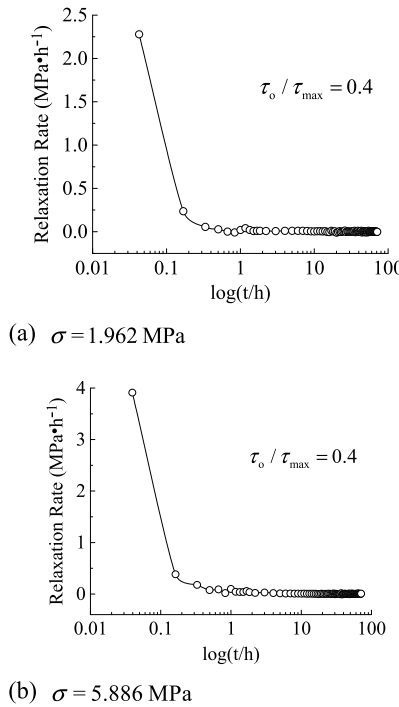 2.5
2.0
1.5
1.0
0.5
0.0
Relaxation Rate (MPa•h⁻¹)
τₒ / τmax = 0.4
0.01 0.1 1 10 100
log(t/h)
(a) σ = 1.962 MPa
4
3
2
1
0
Relaxation Rate (MPa•h⁻¹)
τₒ / τmax = 0.4
0.01 0.1 1 10 100
log(t/h)
(b) σ = 5.886 MPa